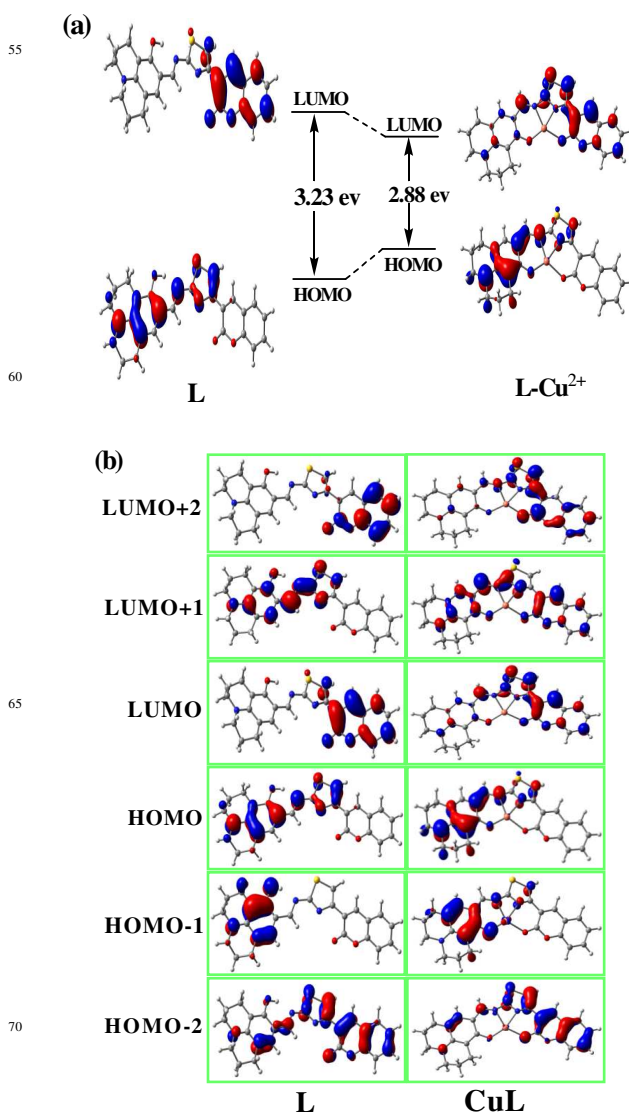 (a)
55
LUMO
LUMO
3.23 ev
2.88 ev
HOMO
HOMO
60
L
L-Cu²⁺
(b)
LUMO+2
LUMO+1
65
LUMO
HOMO
HOMO-1
70
HOMO-2
L
CuL